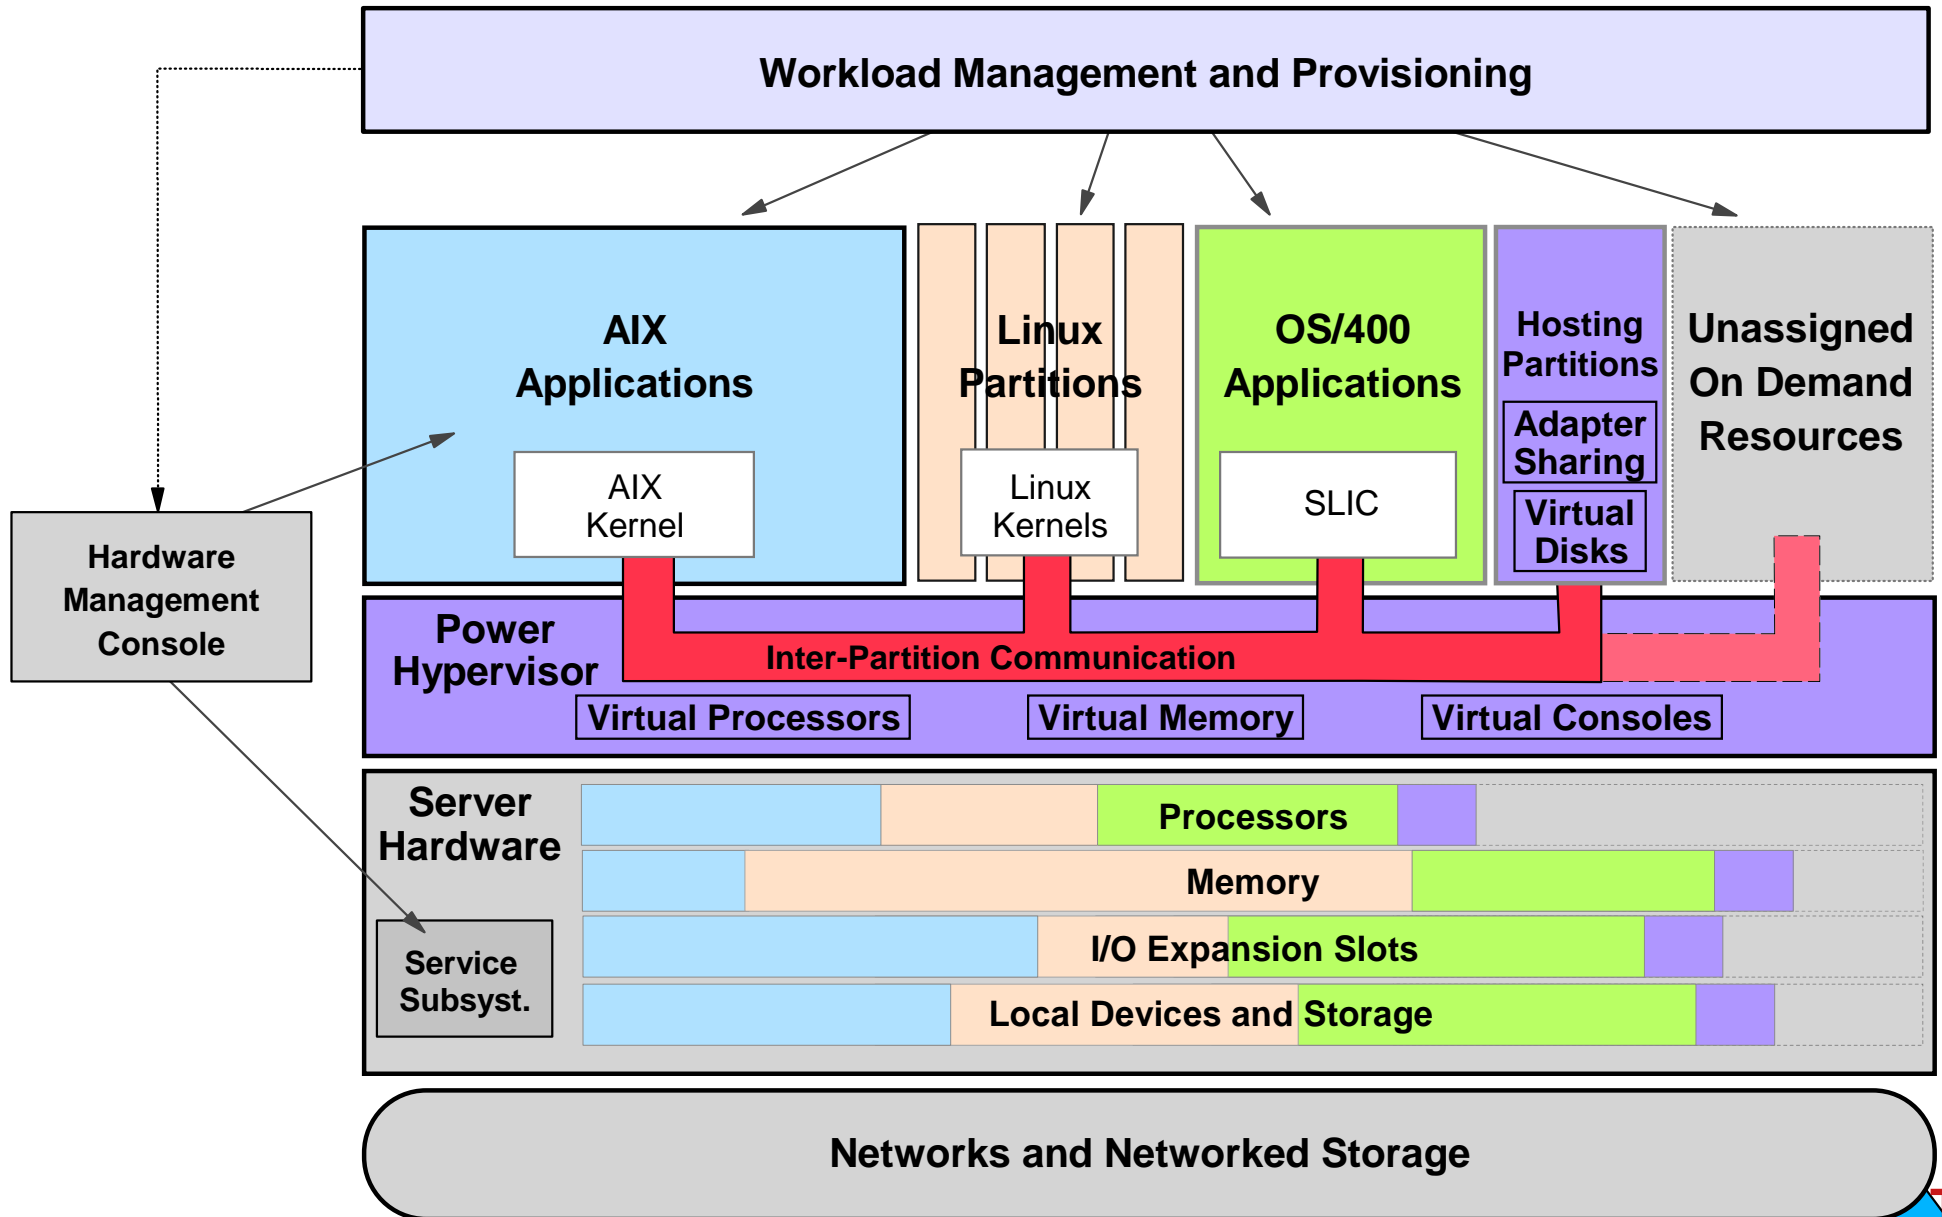 Workload Management and Provisioning
AIX
Applications
Linux
Partitions
OS/400
Applications
Hosting
Partitions
Adapter
Sharing
Virtual
Disks
Unassigned
On Demand
Resources
AIX
Kernel
Linux
Kernels
SLIC
Hardware
Management
Console
Power
Hypervisor
Inter-Partition Communication
Virtual Processors
Virtual Memory
Virtual Consoles
Server
Hardware
Processors
Memory
I/O Expansion Slots
Local Devices and Storage
Service
Subsyst.
Networks and Networked Storage